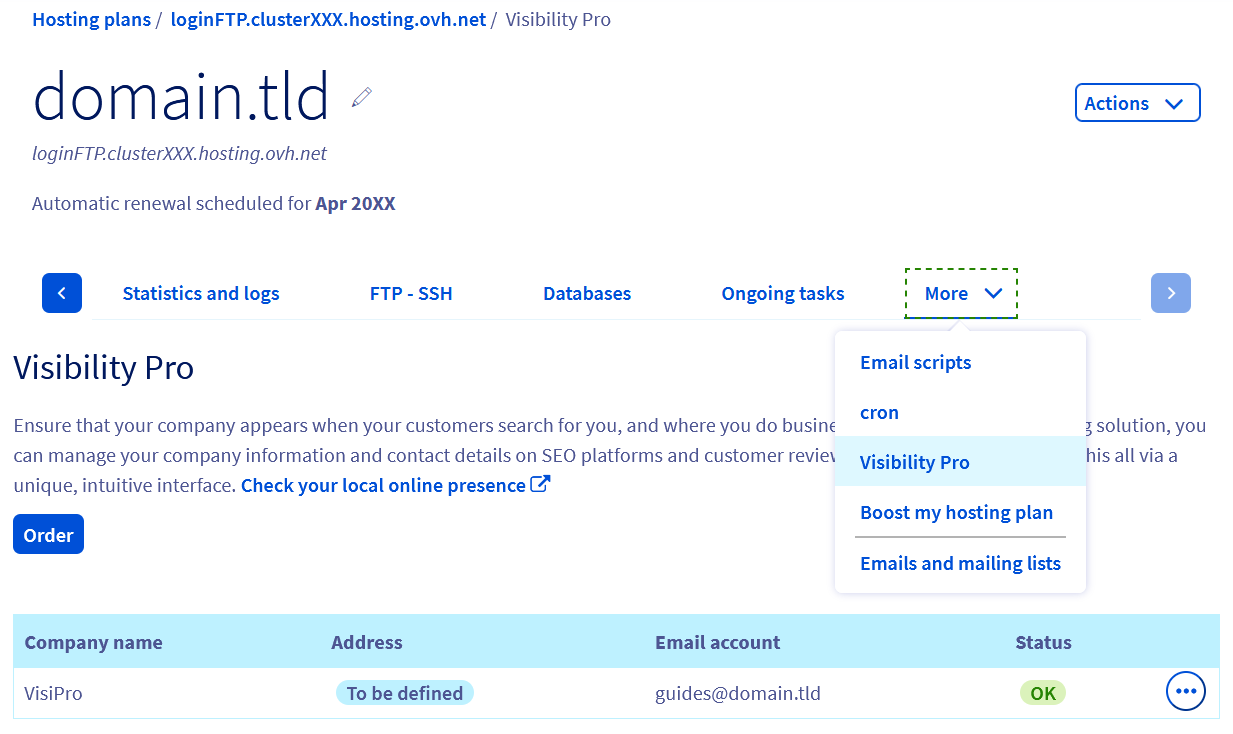 Hosting plans / loginFTP.clusterXXX.hosting.ovh.net / Visibility Pro
domain.tld
Actions
loginFTP.clusterXXX.hosting.ovh.net
Automatic renewal scheduled for Apr 20XX
Statistics and logs FTP - SSH Databases Ongoing tasks More
Email scripts
cron
Visibility Pro
Boost my hosting plan
Emails and mailing lists
Visibility Pro
Ensure that your company appears when your customers search for you, and where you do solution, you
can manage your company information and contact details on SEO platforms and customer all via a
unique, intuitive interface. Check your local online presence
Order
Company name Address Email account Status
VisiPro To be defined guides@domain.tld OK